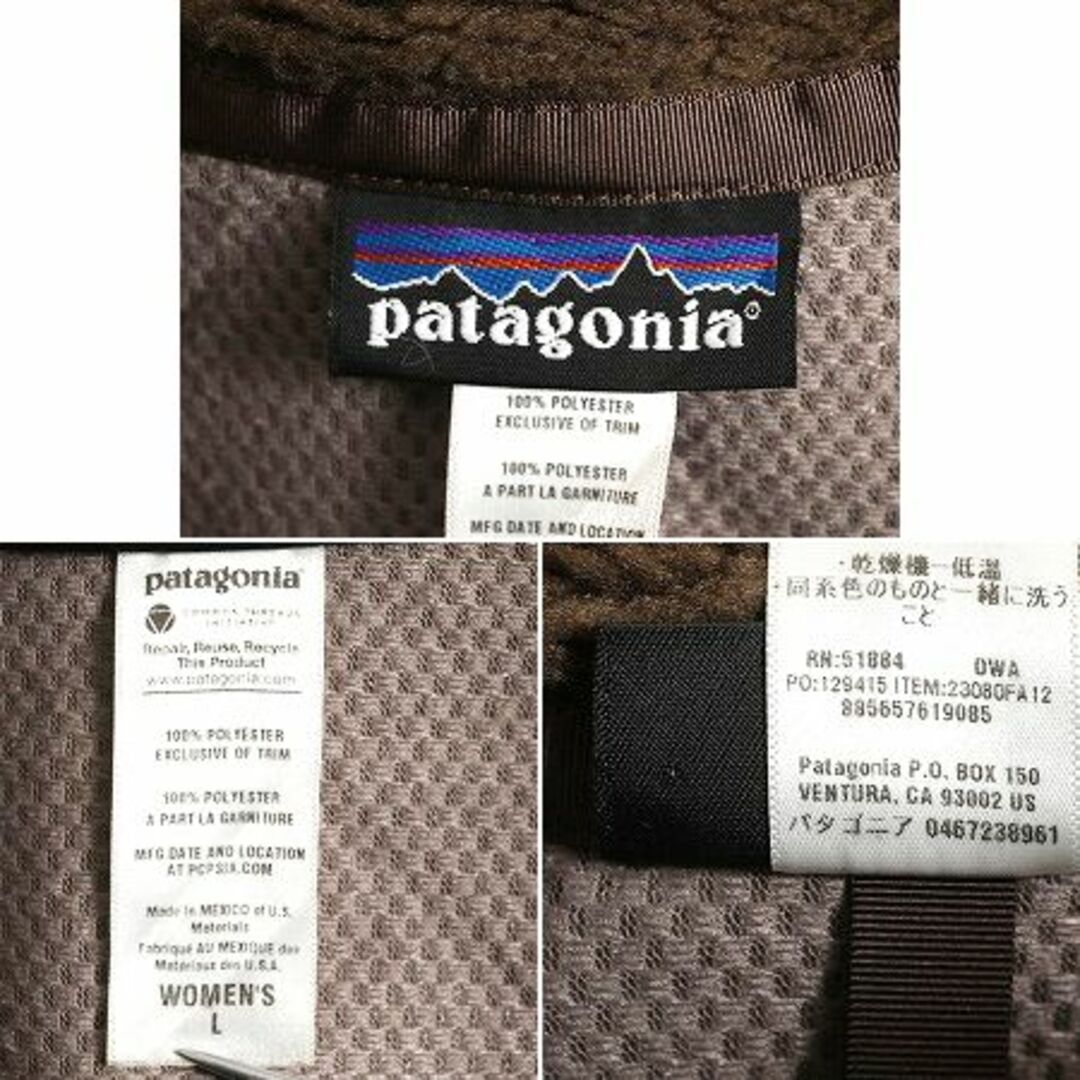 patagonia®
100% POLYESTER
EXCLUSIVE OF TRIM
100% POLYESTER
A PART LA GARNITURE
MFG DATE AND LOCATION
patagonia
COMMON THREADS
INITIATIVE
Repair, Reuse, Recycle
This Product
www.patagonia.com
100% POLYESTER
EXCLUSIVE OF TRIM
100% POLYESTER
A PART LA GARNITURE
MFG DATE AND LOCATION
AT PCPSIA.COM
Made in MEXICO of U.S.
Materials
Fabriqué AU MEXIQUE des
Matériaux des U.S.A.
WOMEN'S
L
・乾燥機-低温
・同系色のものと一緒に洗う
こと
RN:51884 OWA
PO:129415 ITEM:23080FA12
885657619085
Patagonia P.O. BOX 150
VENTURA, CA 93002 US
パタゴニア 0467238961